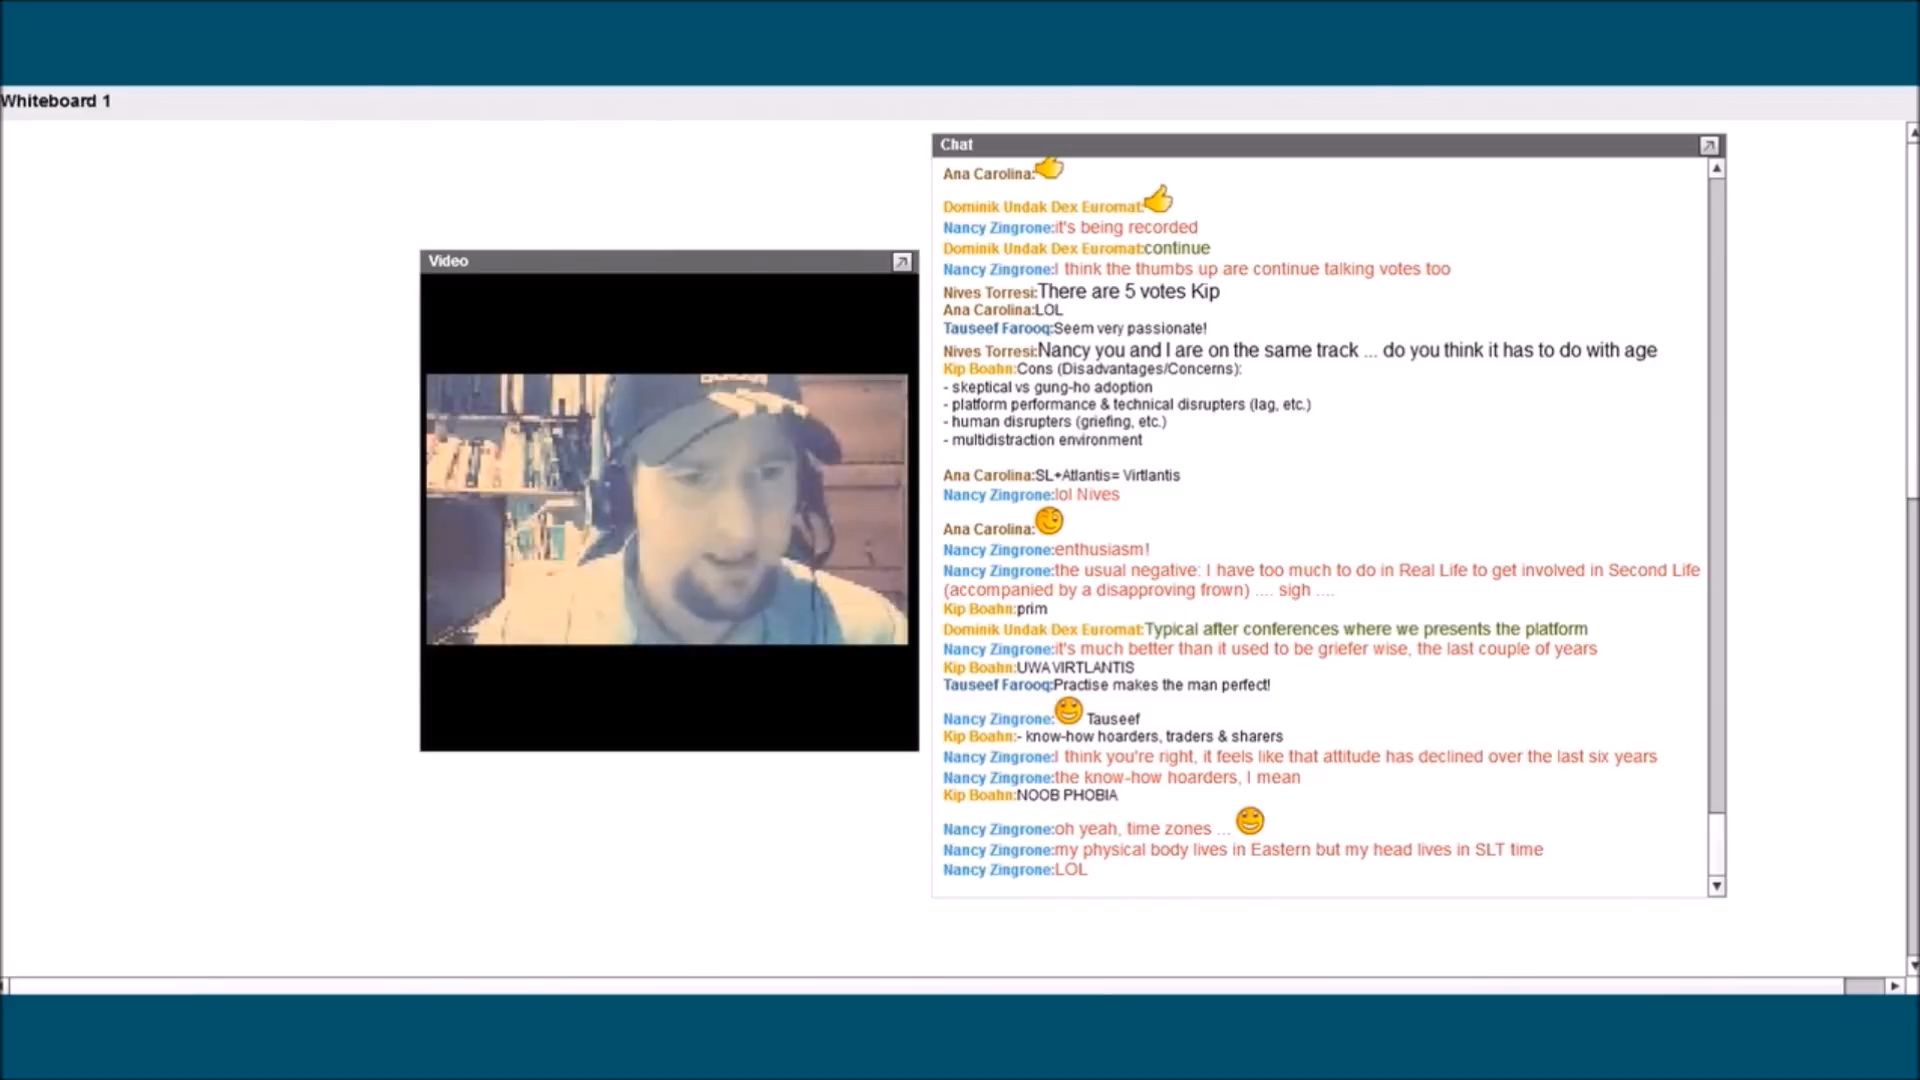 Whiteboard 1
Video
Chat
Ana Carolina:
Dominik Undak Dex Euromat:
Nancy Zingrone:it's being recorded
Dominik Undak Dex Euromat:continue
Nancy Zingrone:I think the thumbs up are continue talking votes too
Nives Torresi:There are 5 votes Kip
Ana Carolina:LOL
Tauseef Farooq:Seem very passionate!
Nives Torresi:Nancy you and I are on the same track ... do you think it has to do with age
Kip Boahn:Cons (Disadvantages/Concerns):
- skeptical vs gung-ho adoption
- platform performance & technical disrupters (lag, etc.)
- human disrupters (griefing, etc.)
- multidistraction environment
Ana Carolina:SL+Atlantis= Virtlantis
Nancy Zingrone:lol Nives
Ana Carolina:
Nancy Zingrone:enthusiasm!
Nancy Zingrone:the usual negative: I have too much to do in Real Life to get involved in Second Life
(accompanied by a disapproving frown) .... sigh ....
Kip Boahn:prim
Dominik Undak Dex Euromat:Typical after conferences where we presents the platform
Nancy Zingrone:it's much better than it used to be griefer wise, the last couple of years
Kip Boahn:UWA VIRTLANTIS
Tauseef Farooq:Practise makes the man perfect!
Nancy Zingrone: Tauseef
Kip Boahn:- know-how hoarders, traders & sharers
Nancy Zingrone:I think you're right, it feels like that attitude has declined over the last six years
Nancy Zingrone:the know-how hoarders, I mean
Kip Boahn:NOOB PHOBIA
Nancy Zingrone:oh yeah, time zones ...
Nancy Zingrone:my physical body lives in Eastern but my head lives in SLT time
Nancy Zingrone:LOL